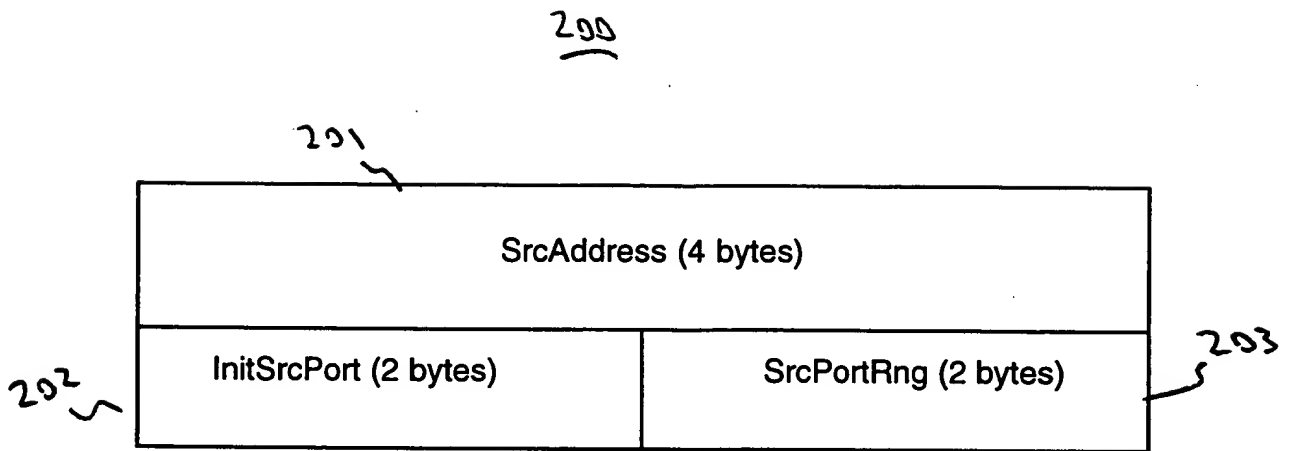 200
201
SrcAddress (4 bytes)
InitSrcPort (2 bytes)
SrcPortRng (2 bytes)
202
203